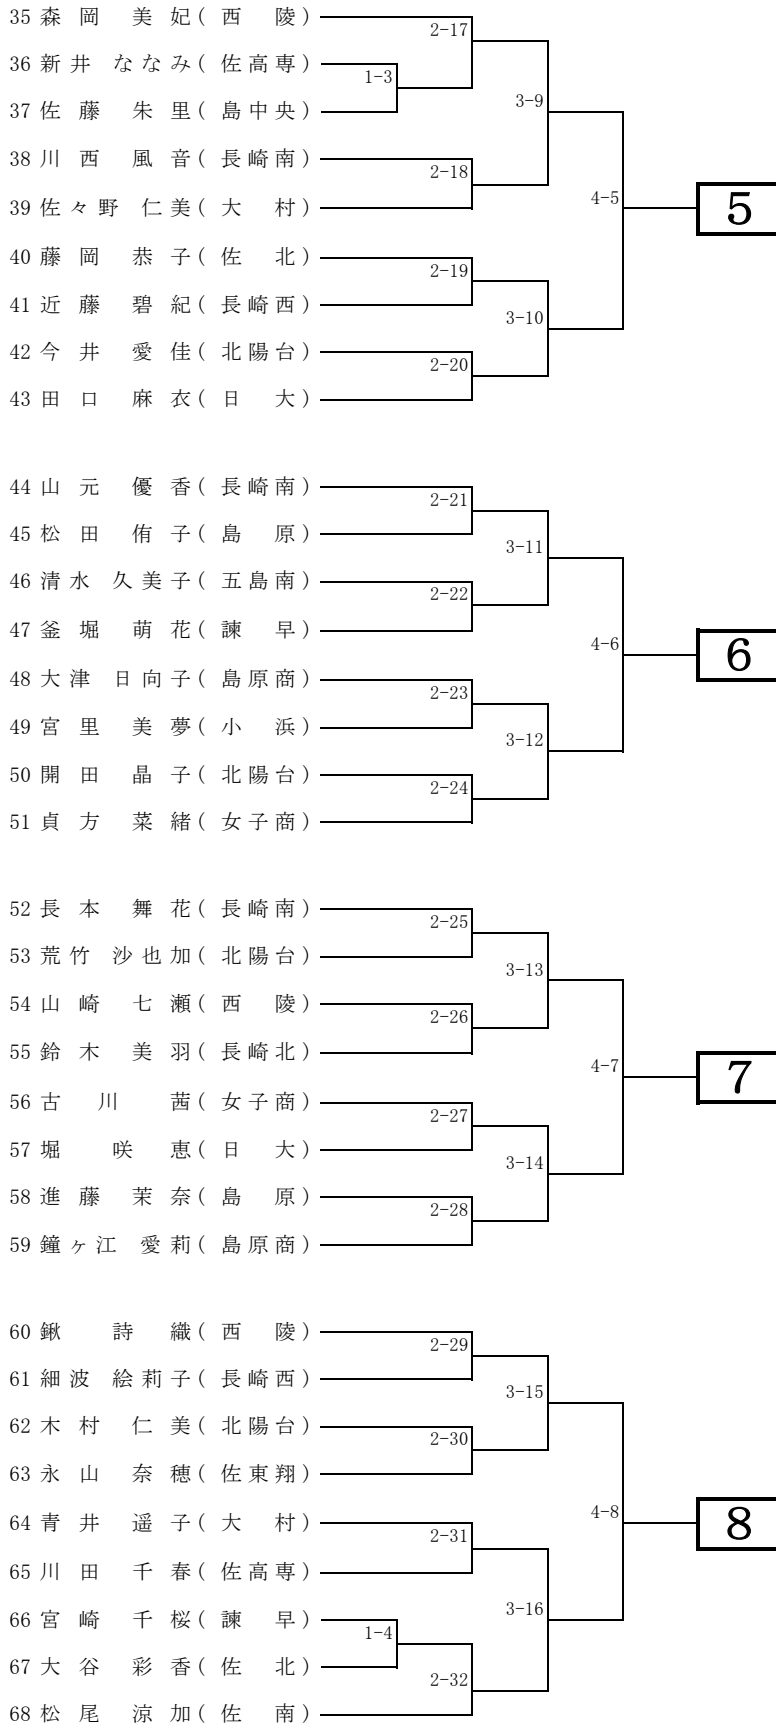 35 森岡 美妃(西 陵)
2-17
36 新井 ななみ(佐高専)
1-3
3-9
37 佐藤 朱里(島中央)
38 川西 風音(長崎南)
2-18
4-5
5
39 佐々野 仁美(大 村)
40 藤岡 恭子(佐 北)
2-19
41 近藤 碧紀(長崎西)
3-10
42 今井 愛佳(北陽台)
2-20
43 田口 麻衣(日 大)
44 山元 優香(長崎南)
2-21
45 松田 侑子(島 原)
3-11
46 清水 久美子(五島南)
2-22
47 釜堀 萌花(諫 早)
4-6
6
48 大津 日向子(島原商)
2-23
49 宮里 美夢(小 浜)
3-12
50 開田 晶子(北陽台)
2-24
51 貞方 菜緒(女子商)
52 長本 舞花(長崎南)
2-25
53 荒竹 沙也加(北陽台)
3-13
54 山崎 七瀬(西 陵)
2-26
55 鈴木 美羽(長崎北)
4-7
7
56 古川 茜(女子商)
2-27
57 堀 咲恵(日 大)
3-14
58 進藤 茉奈(島 原)
2-28
59 鐘ヶ江 愛莉(島原商)
60 鍬 詩織(西 陵)
2-29
61 細波 絵莉子(長崎西)
3-15
62 木村 仁美(北陽台)
2-30
63 永山 奈穂(佐東翔)
4-8
8
64 青井 遥子(大 村)
2-31
65 川田 千春(佐高専)
3-16
66 宮崎 千桜(諫 早)
1-4
67 大谷 彩香(佐 北)
2-32
68 松尾 涼加(佐 南)